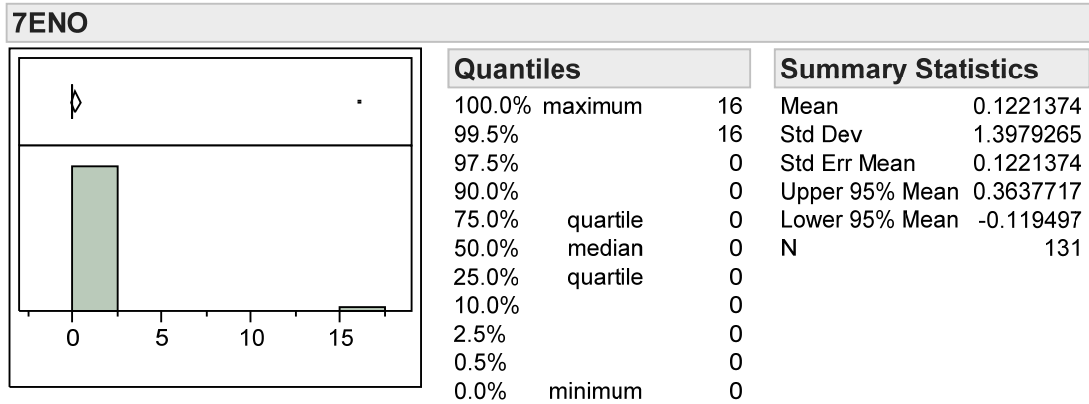 7ENO
0 5 10 15
Quantiles
100.0% maximum 16
99.5% 16
97.5% 0
90.0% 0
75.0% quartile 0
50.0% median 0
25.0% quartile 0
10.0% 0
2.5% 0
0.5% 0
0.0% minimum 0
Summary Statistics
Mean 0.1221374
Std Dev 1.3979265
Std Err Mean 0.1221374
Upper 95% Mean 0.3637717
Lower 95% Mean -0.119497
N 131